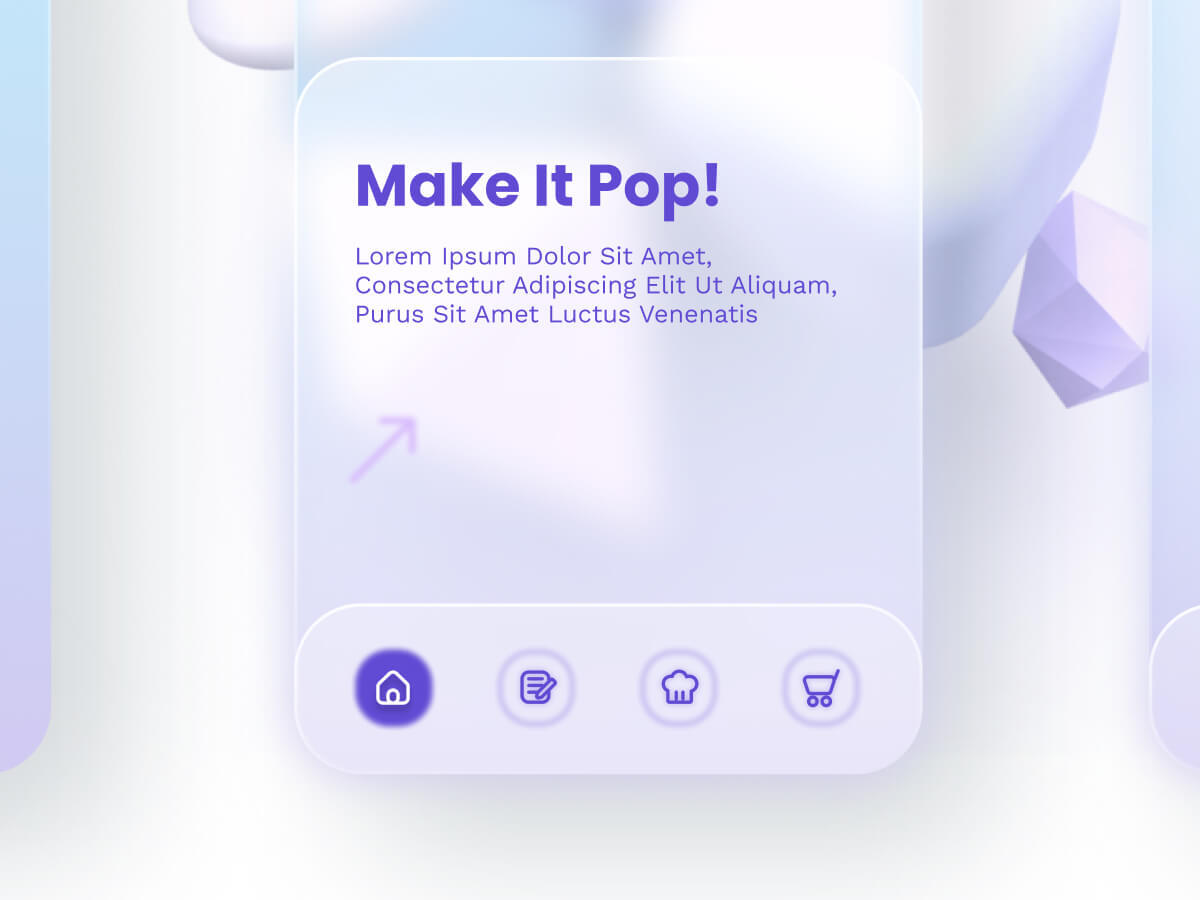 Make It Pop!
Lorem Ipsum Dolor Sit Amet,
Consectetur Adipiscing Elit Ut Aliquam,
Purus Sit Amet Luctus Venenatis